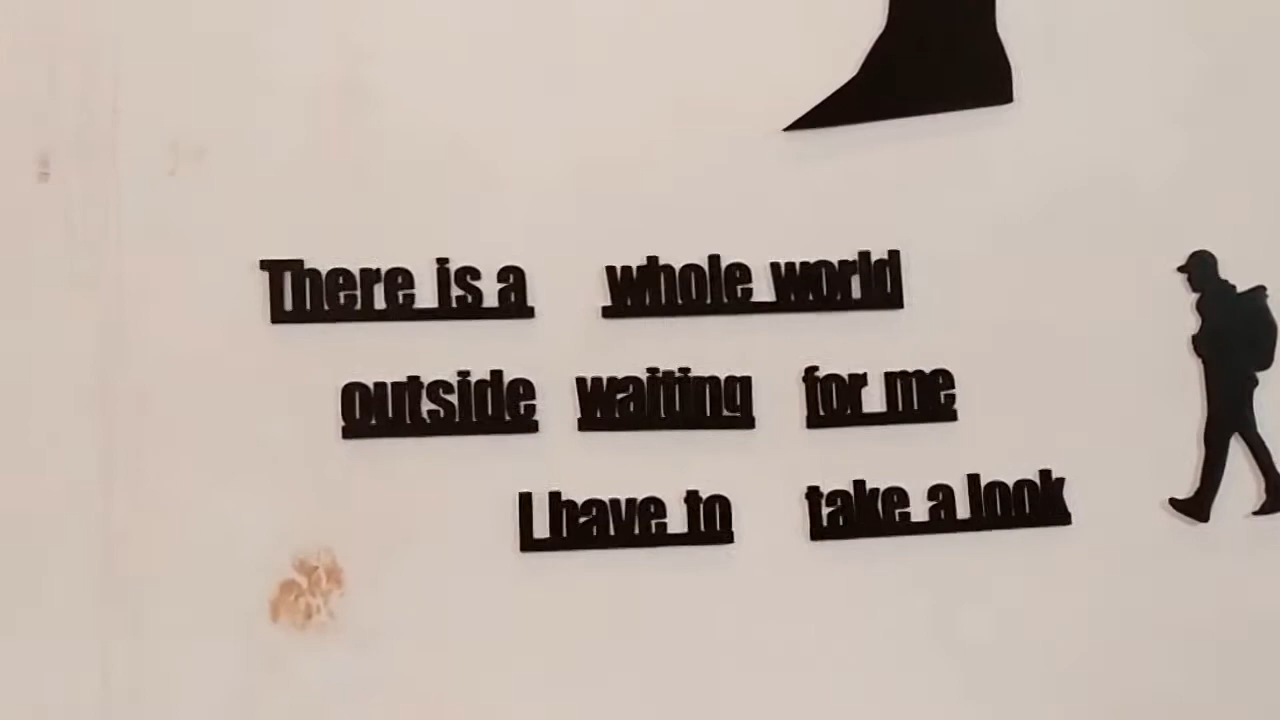 There is a whole world
outside waiting for me
I have to take a look